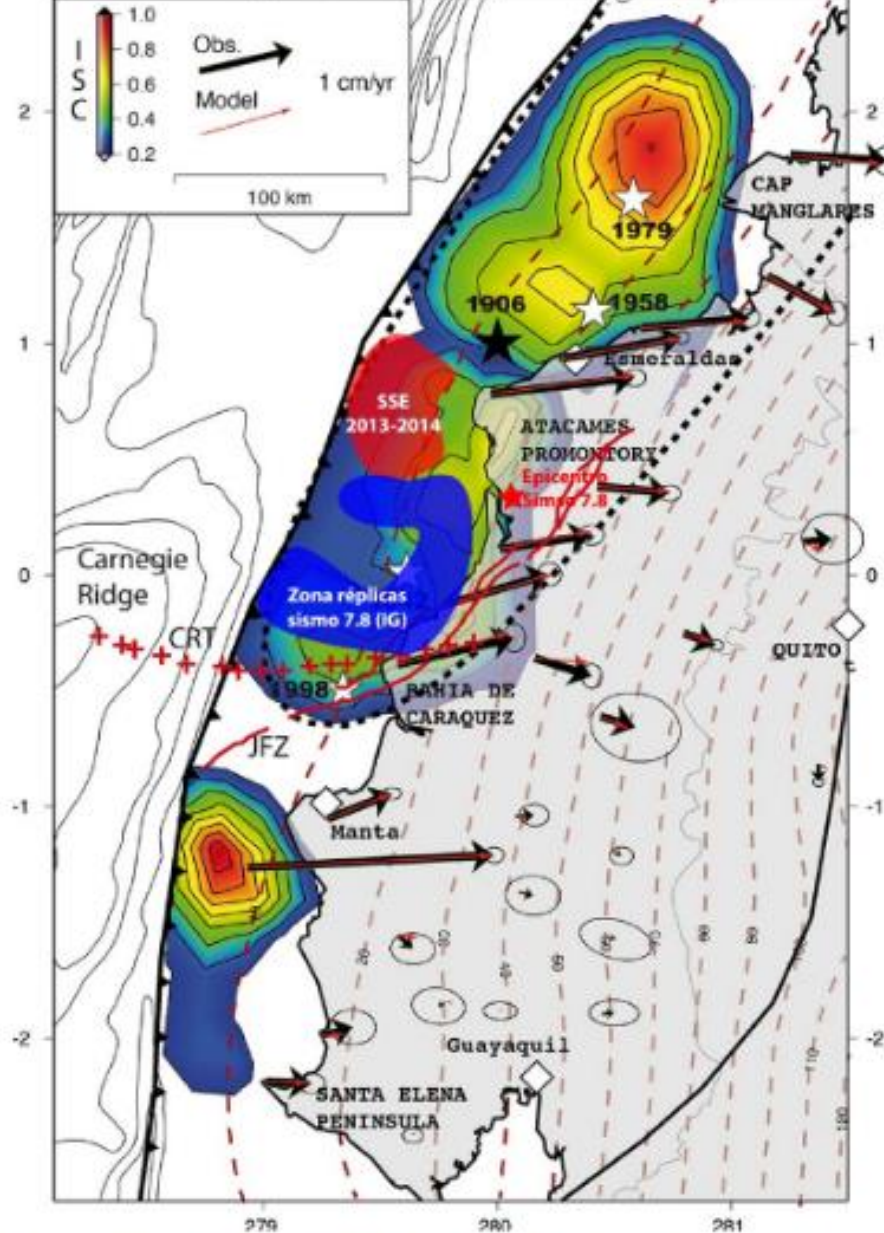 I
S
C
1.0
0.8
0.6
0.4
0.2
Obs.
1 cm/yr
Model
100 km
2
2
CAP
MANGLARES
1979
1906
1958
1
1
Esmeraldas
SSE
2013-2014
ATACAMES
PROMONTORY
Epicentro
Sismo 7.8
Carnegie
Ridge
0
0
Zona réplicas
sismo 7.8 (IG)
CRT
QUITO
1998
BAHIA DE
CARAQUEZ
JFZ
-1
-1
Manta
-2
-2
Guayaquil
SANTA ELENA
PENINSULA
279
280
281